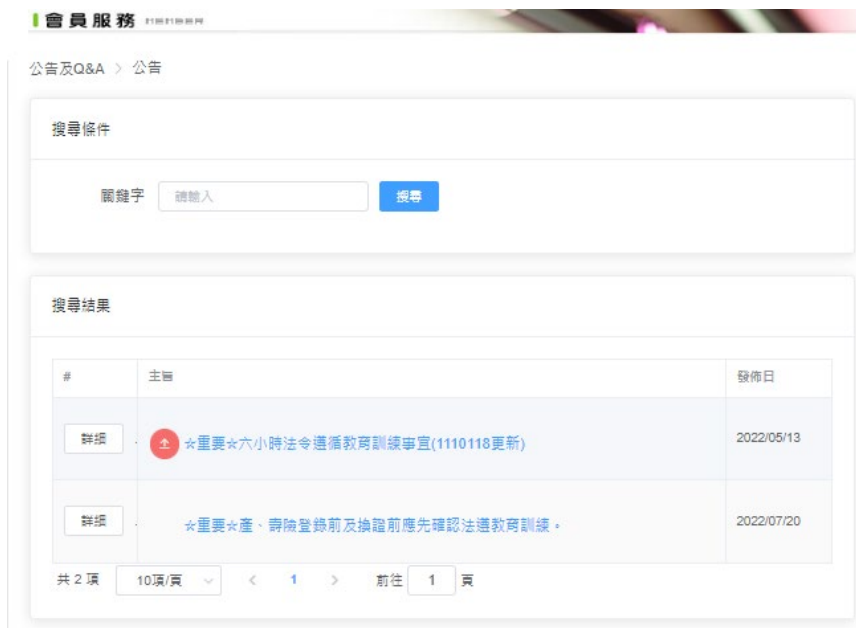 會員服務 MEMBER
公告及Q&A > 公告
搜尋條件
關鍵字 請輸入 搜尋
搜尋結果
# 主旨 發佈日
詳細 ☆重要☆六小時法令遵循教育訓練事宜(1110118更新) 2022/05/13
詳細 ☆重要☆產、壽險登錄前及換證前應先確認法遵教育訓練。 2022/07/20
共 2 項 10項/頁 < 1 > 前往 1 頁